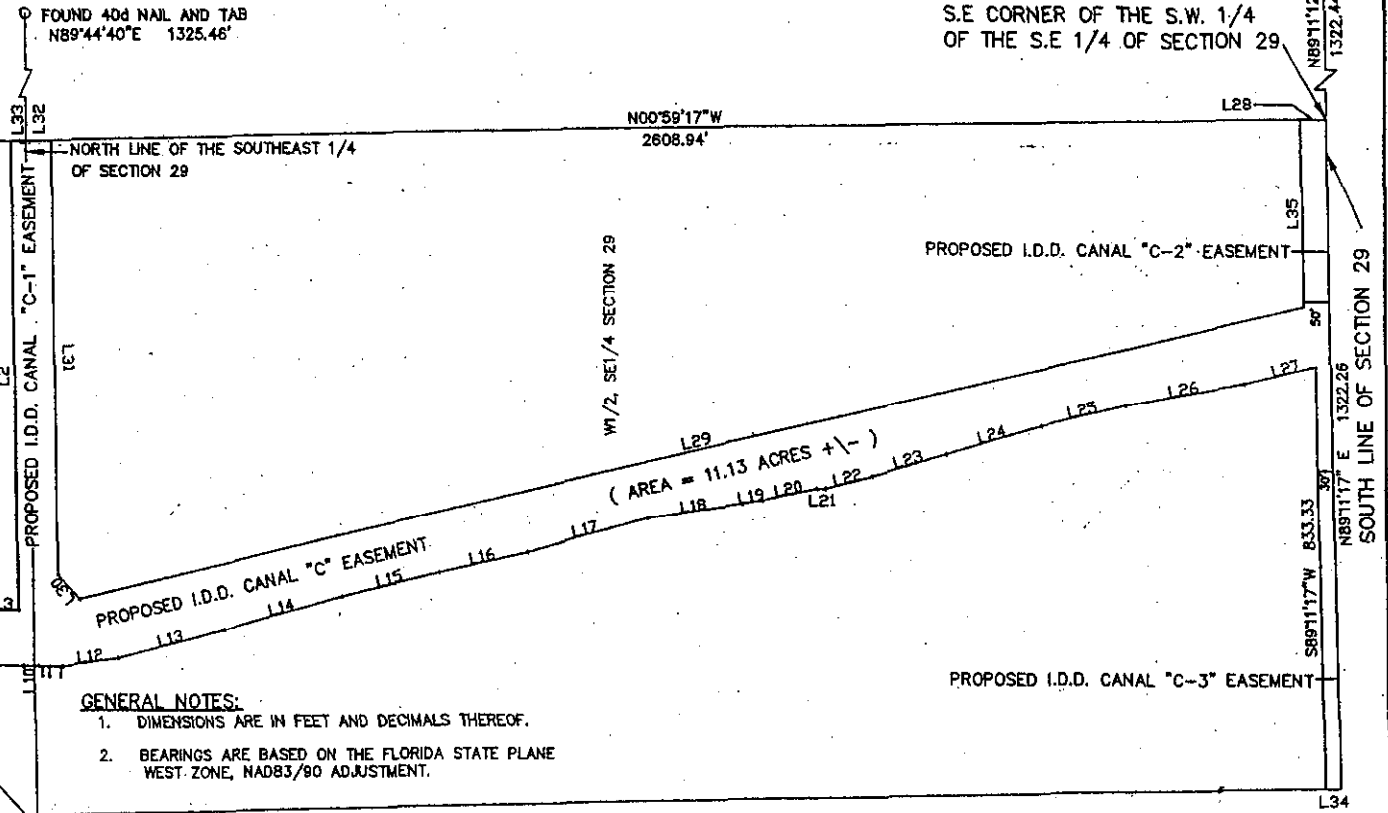 FOUND 40d NAIL AND TAB
N89°44'40"E 1325.46'
S.E CORNER OF THE S.W. 1/4
OF THE S.E 1/4 OF SECTION 29
N89°11'12
1322.44
L33
L32
L28
N00°59'17"W
2608.94'
NORTH LINE OF THE SOUTHEAST 1/4
OF SECTION 29
PROPOSED I.D.D. CANAL "C-1" EASEMENT
L2
L31
W1/2, SE1/4 SECTION 29
L35
PROPOSED I.D.D. CANAL "C-2" EASEMENT
50'
SOUTH LINE OF SECTION 29
N89°11'17" E 1322.26
L29
( AREA = 11.13 ACRES +\- )
L27
L26
L25
L24
L23
L22
L21
L20
L19
L18
L17
L16
L15
L14
L13
L12
L11
L10
L30
3
PROPOSED I.D.D. CANAL "C" EASEMENT
30'
S89°11'17"W 833.33
PROPOSED I.D.D. CANAL "C-3" EASEMENT
L34
GENERAL NOTES:
1. DIMENSIONS ARE IN FEET AND DECIMALS THEREOF.
2. BEARINGS ARE BASED ON THE FLORIDA STATE PLANE
WEST ZONE, NAD83/90 ADJUSTMENT.